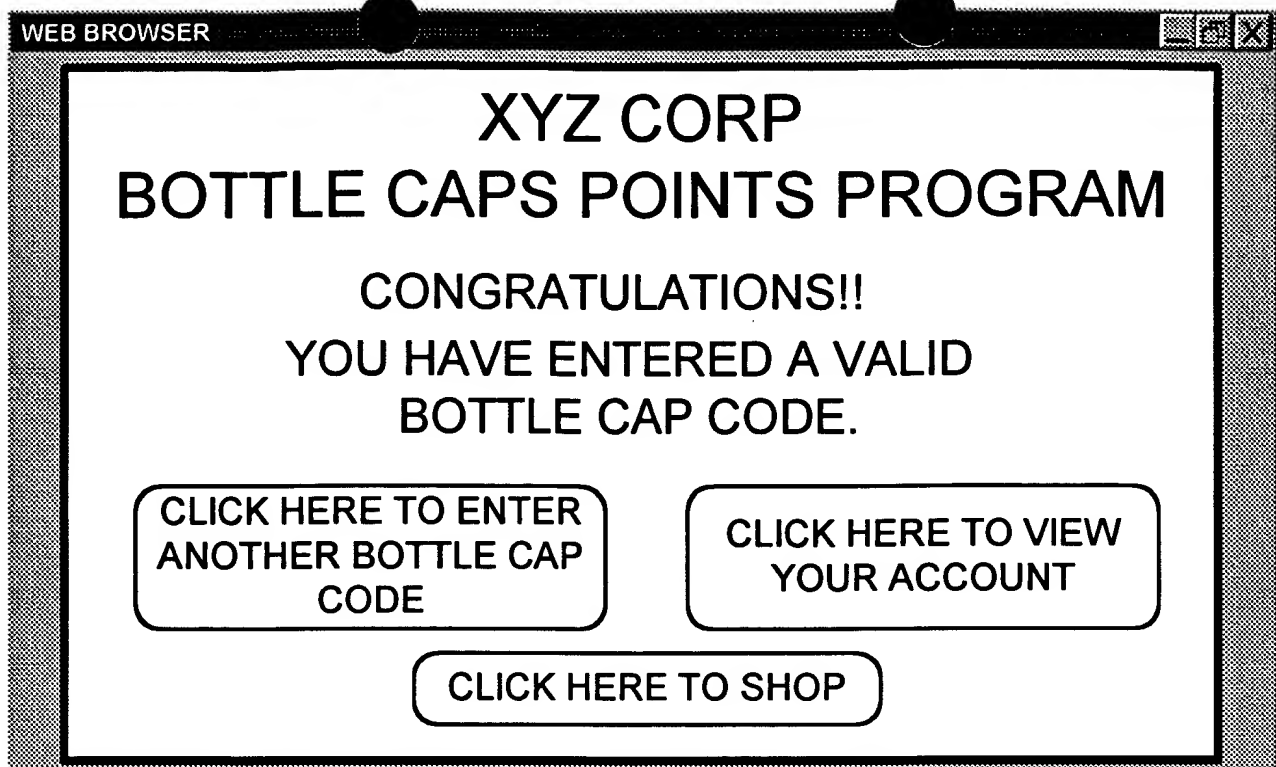 WEB BROWSER
XYZ CORP
BOTTLE CAPS POINTS PROGRAM
CONGRATULATIONS!!
YOU HAVE ENTERED A VALID
BOTTLE CAP CODE.
CLICK HERE TO ENTER
ANOTHER BOTTLE CAP
CODE
CLICK HERE TO VIEW
YOUR ACCOUNT
CLICK HERE TO SHOP